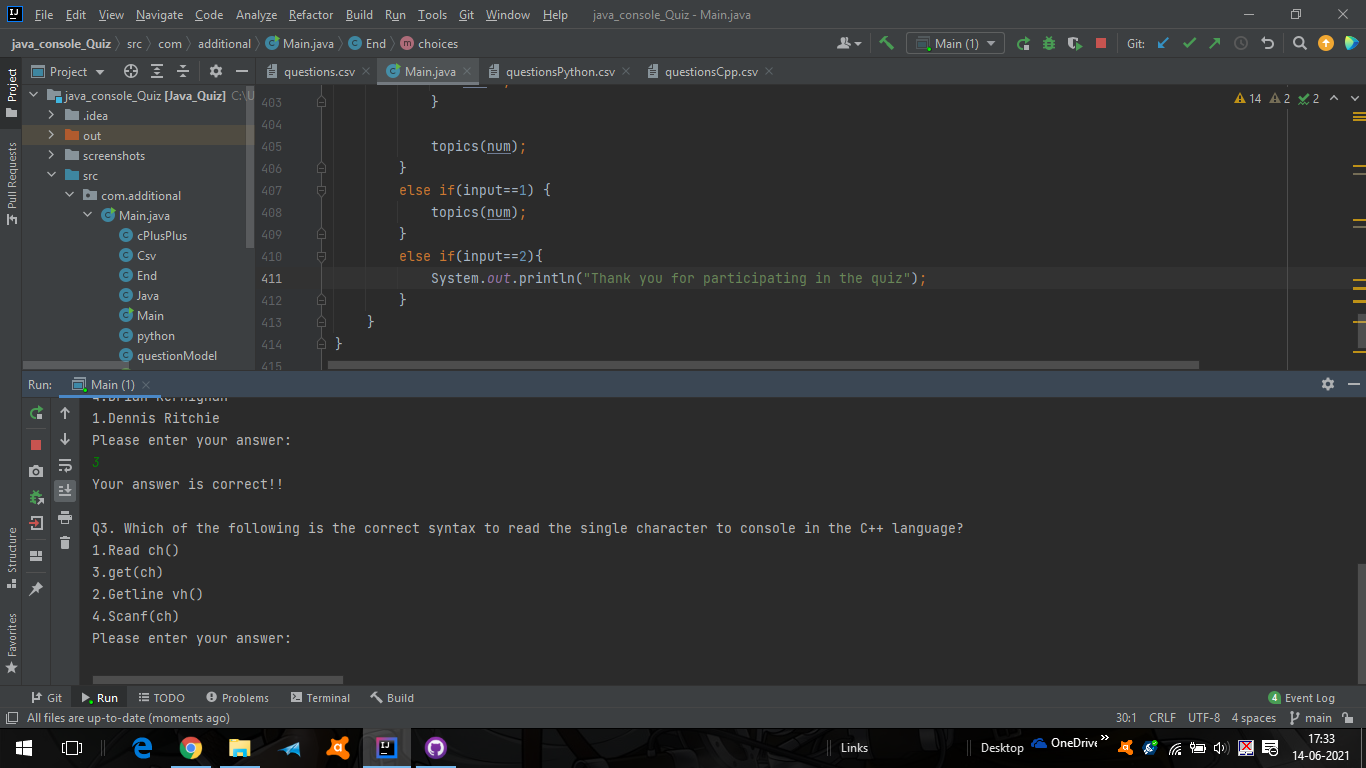 File Edit View Navigate Code Analyze Refactor Build Run Tools Git Window Help java_console_Quiz - Main.java
java_console_Quiz src com additional Main.java End choices Main (1) Git:
Project questions.csv Main.java questionsPython.csv questionsCpp.csv
Project
Pull Requests
Structure
Favorites
java_console_Quiz [Java_Quiz] C:\U
.idea
out
screenshots
src
com.additional
Main.java
cPlusPlus
Csv
End
Java
Main
python
questionModel
14 2 2
403 }
404
405 topics(num);
406 }
407 else if(input==1) {
408 topics(num);
409 }
410 else if(input==2){
411 System.out.println("Thank you for participating in the quiz");
412 }
413 }
414 }
415
Run: Main (1)
4.Brian Kernighan
1.Dennis Ritchie
Please enter your answer:
3
Your answer is correct!!
Q3. Which of the following is the correct syntax to read the single character to console in the C++ language?
1.Read ch()
3.get(ch)
2.Getline vh()
4.Scanf(ch)
Please enter your answer:
Git Run TODO Problems Terminal Build 4 Event Log
All files are up-to-date (moments ago) 30:1 CRLF UTF-8 4 spaces main
Links Desktop OneDrive 17:33
14-06-2021